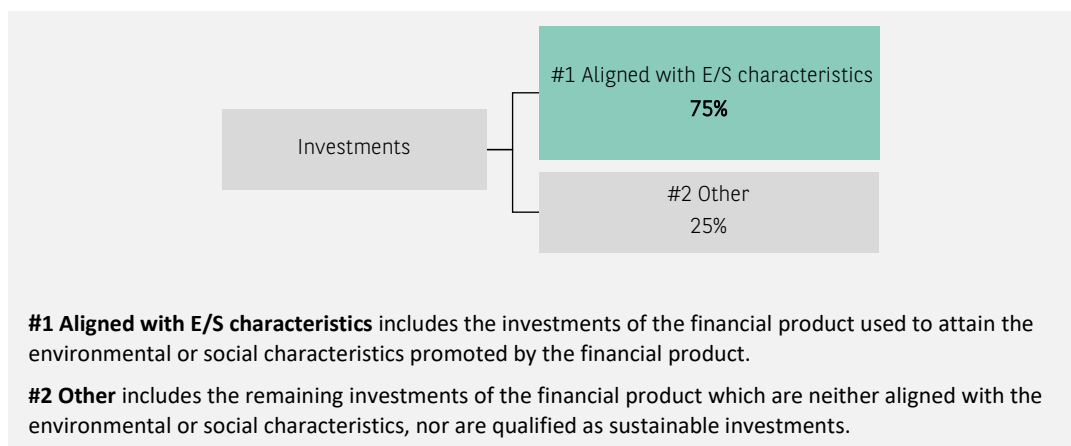 #1 Aligned with E/S characteristics
75%
Investments
#2 Other
25%
#1 Aligned with E/S characteristics includes the investments of the financial product used to attain the
environmental or social characteristics promoted by the financial product.
#2 Other includes the remaining investments of the financial product which are neither aligned with the
environmental or social characteristics, nor are qualified as sustainable investments.